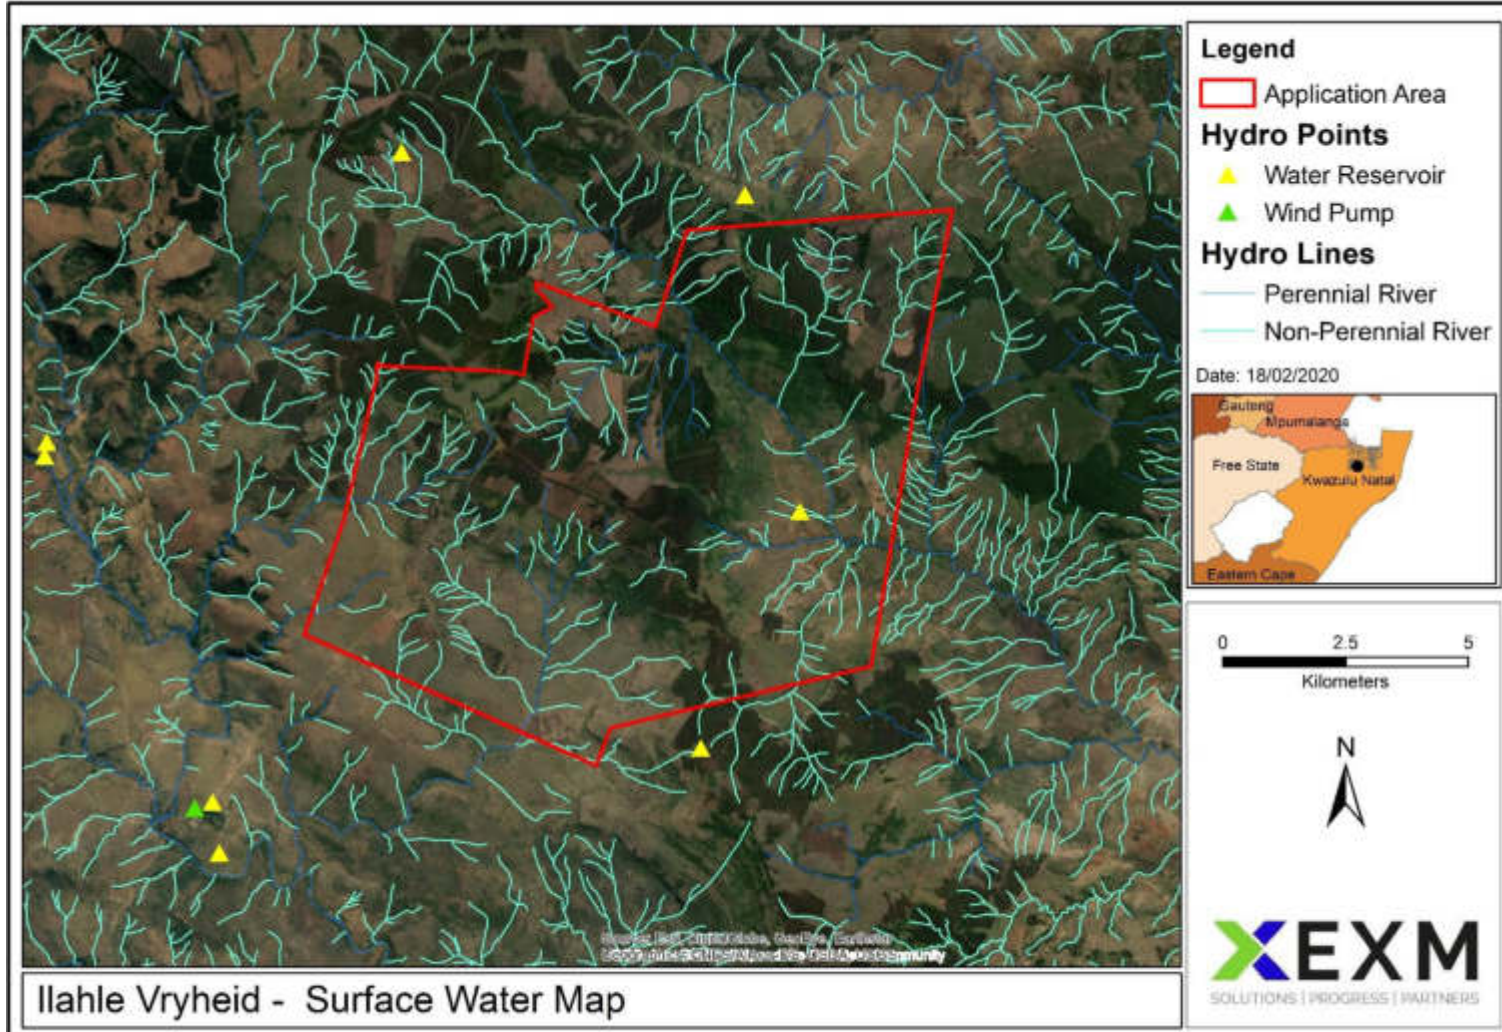 Legend
Application Area
Hydro Points
Water Reservoir
Wind Pump
Hydro Lines
Perennial River
Non-Perennial River
Date: 18/02/2020
Gauteng
Mpumalanga
Free State
Kwazulu Natal
Eastern Cape
0 2.5 5
Kilometers
N
EXM
SOLUTIONS | PROGRESS | PARTNERS
Ilahle Vryheid - Surface Water Map